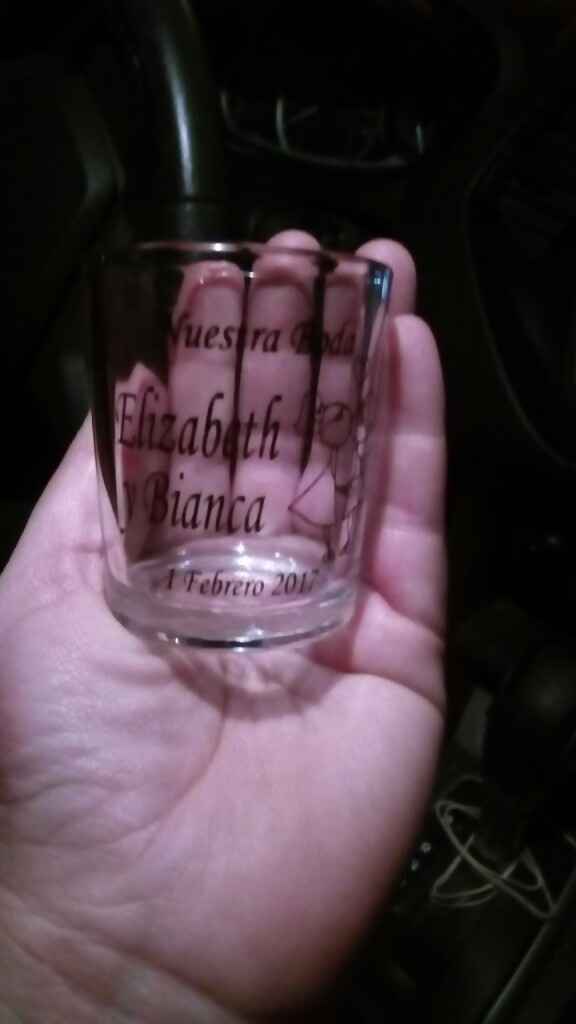 Nuestra Boda
Elizabeth
y Bianca
1 Febrero 2017